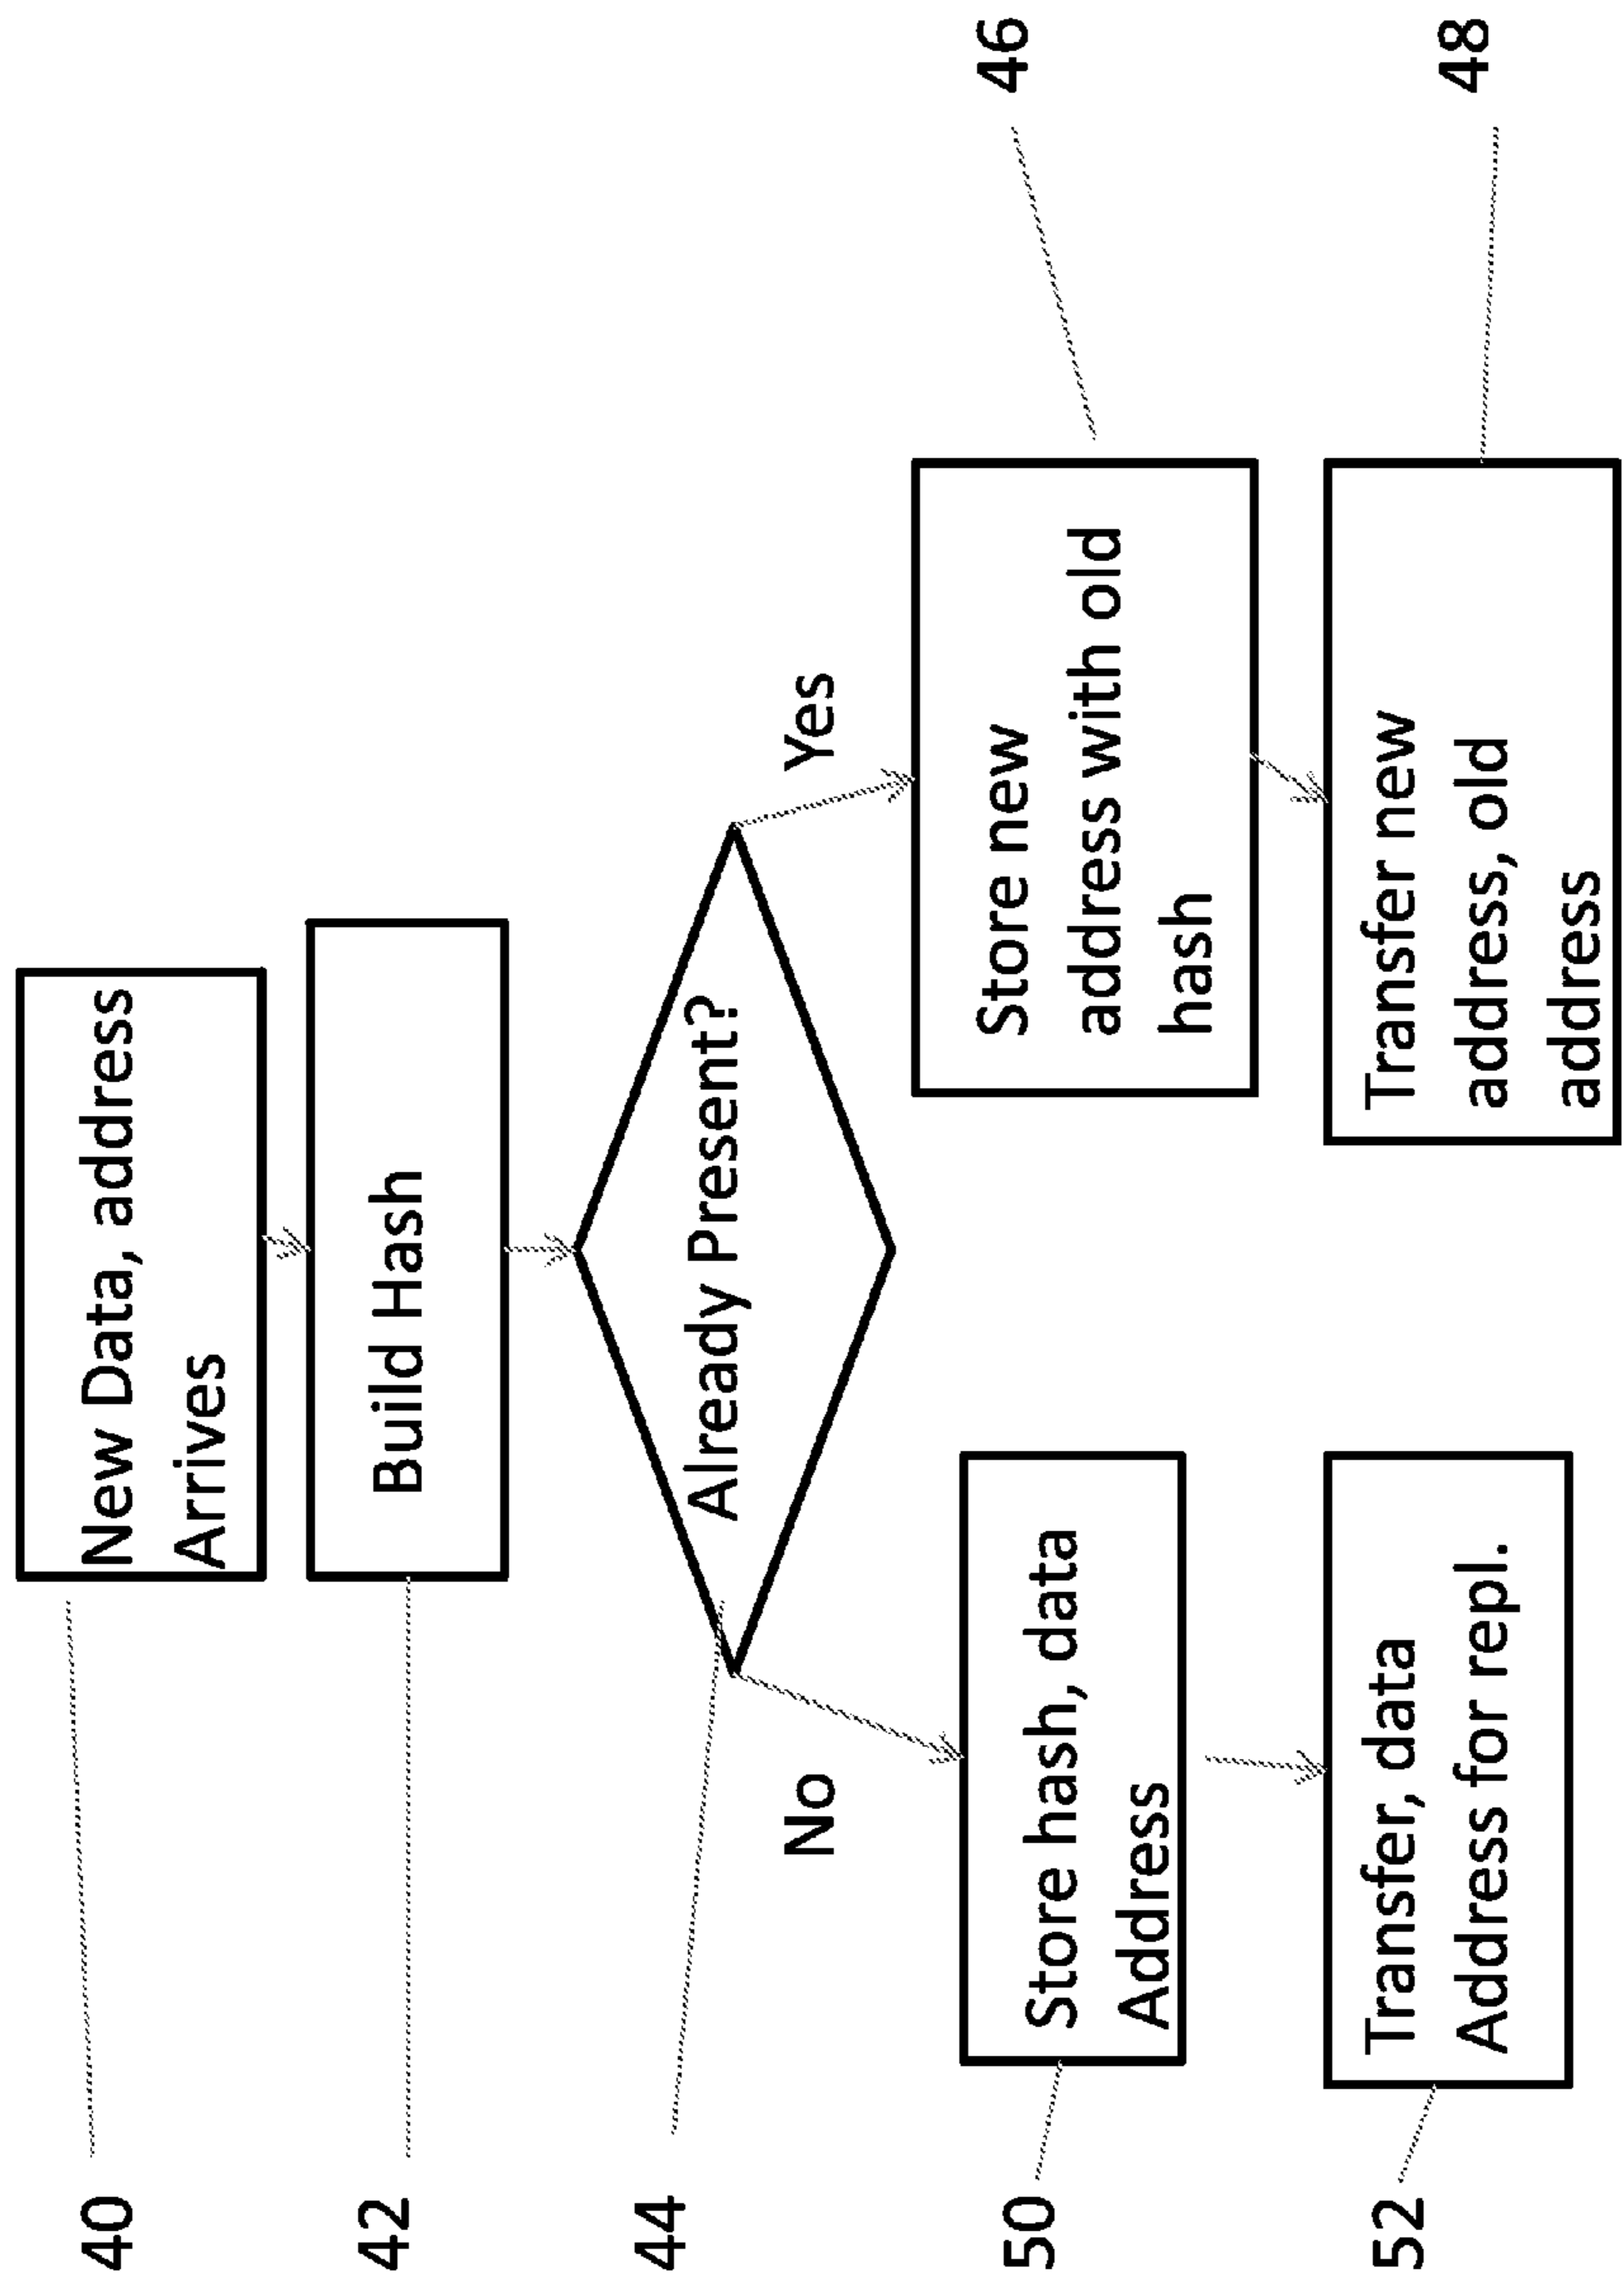 40
New Data, address
Arrives
42
Build Hash
44
Already Present?
No
Yes
50
Store hash, data
Address
Store new
address with old
hash
46
52
Transfer, data
Address for repl.
Transfer new
address, old
address
48